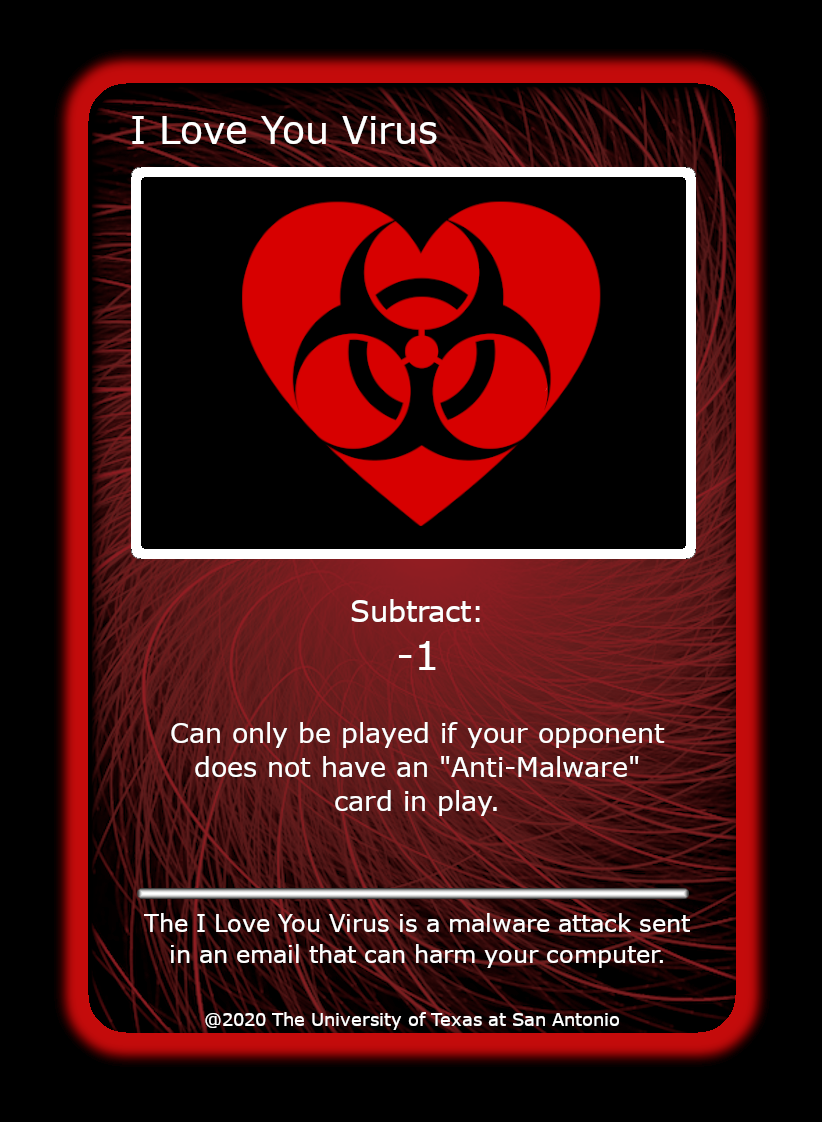 I Love You Virus
Subtract:
-1
Can only be played if your opponent
does not have an "Anti-Malware"
card in play.
The I Love You Virus is a malware attack sent
in an email that can harm your computer.
@2020 The University of Texas at San Antonio